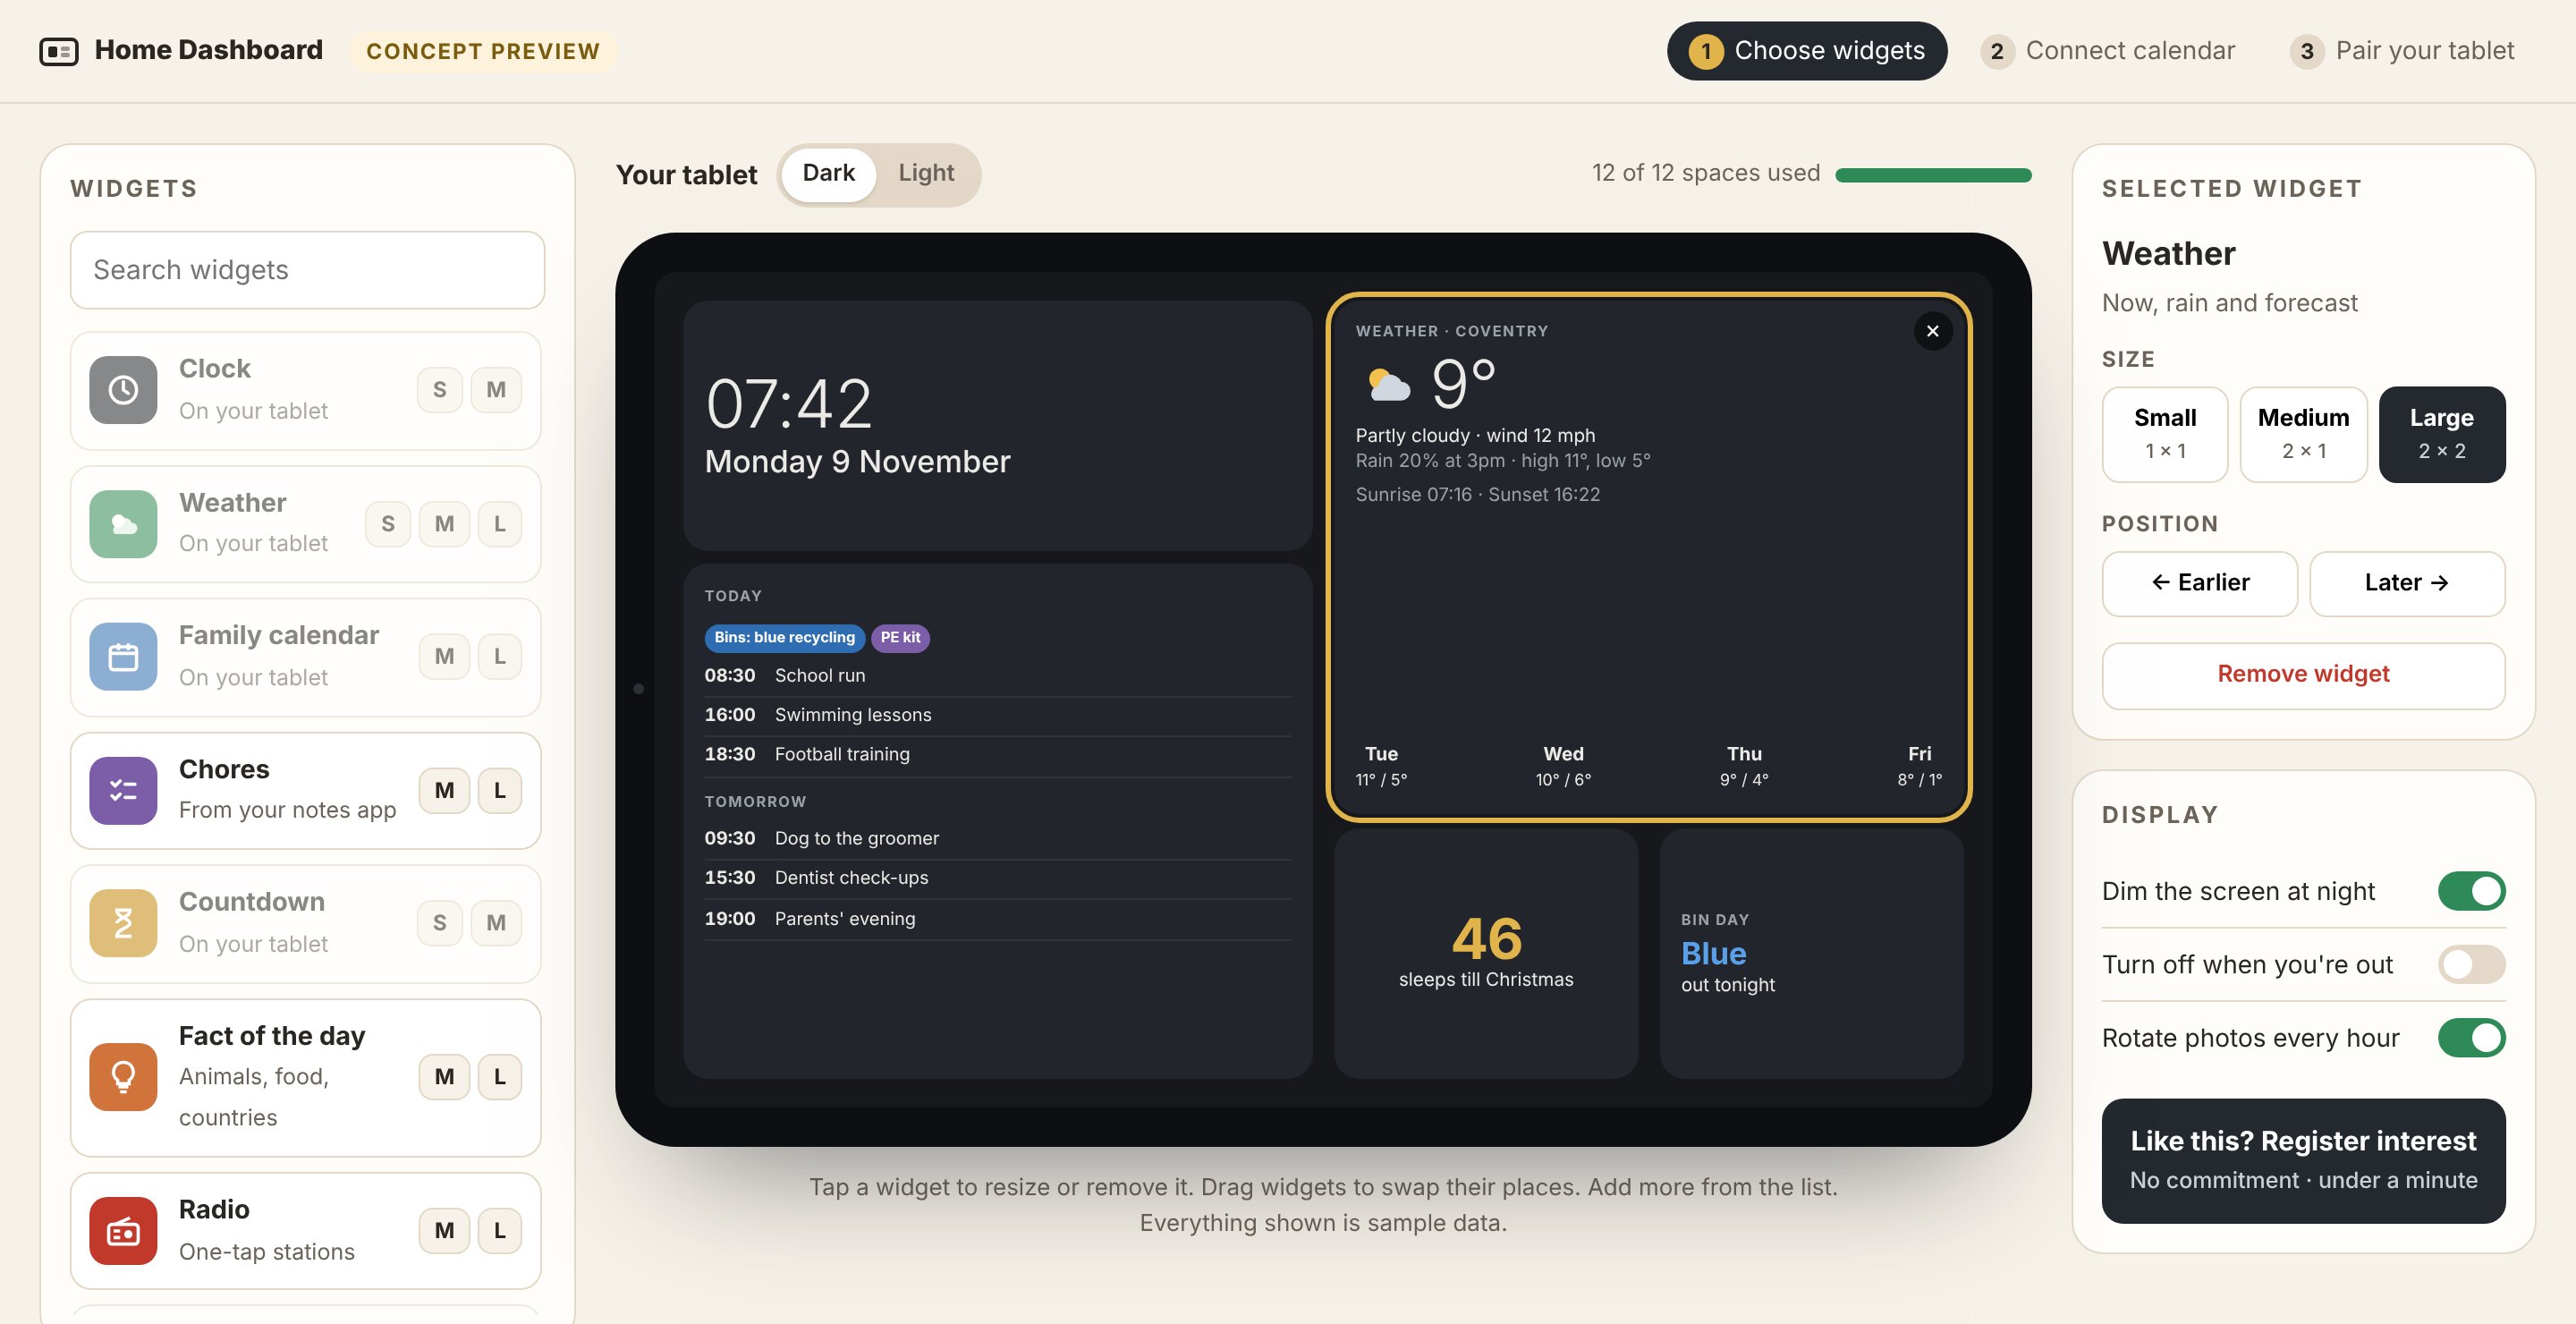 Home Dashboard
CONCEPT PREVIEW
1 Choose widgets
2 Connect calendar
3 Pair your tablet
WIDGETS
Search widgets
Clock
On your tablet
S M
Weather
On your tablet
S M L
Family calendar
On your tablet
M L
Chores
From your notes app
M L
Countdown
On your tablet
S M
Fact of the day
Animals, food,
countries
M L
Radio
One-tap stations
M L
Your tablet
Dark Light
12 of 12 spaces used
07:42
Monday 9 November
WEATHER · COVENTRY
9°
Partly cloudy · wind 12 mph
Rain 20% at 3pm · high 11°, low 5°
Sunrise 07:16 · Sunset 16:22
Tue Wed Thu Fri
11° / 5° 10° / 6° 9° / 4° 8° / 1°
TODAY
Bins: blue recycling PE kit
08:30 School run
16:00 Swimming lessons
18:30 Football training
TOMORROW
09:30 Dog to the groomer
15:30 Dentist check-ups
19:00 Parents' evening
46
sleeps till Christmas
BIN DAY
Blue
out tonight
Tap a widget to resize or remove it. Drag widgets to swap their places. Add more from the list.
Everything shown is sample data.
SELECTED WIDGET
Weather
Now, rain and forecast
SIZE
Small Medium Large
1 × 1 2 × 1 2 × 2
POSITION
← Earlier Later →
Remove widget
DISPLAY
Dim the screen at night
Turn off when you're out
Rotate photos every hour
Like this? Register interest
No commitment · under a minute